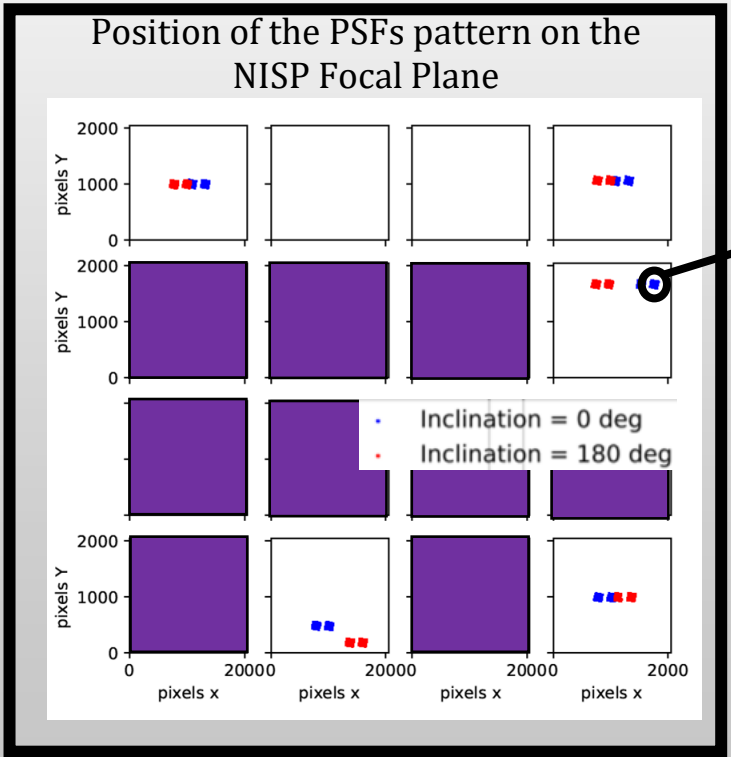 Position of the PSFs pattern on the
NISP Focal Plane
2000
pixels Y
1000
0
2000
pixels Y
1000
0
Inclination = 0 deg
Inclination = 180 deg
2000
pixels Y
1000
0
0 20000 20000 20000 2000
pixels x pixels x pixels x pixels x